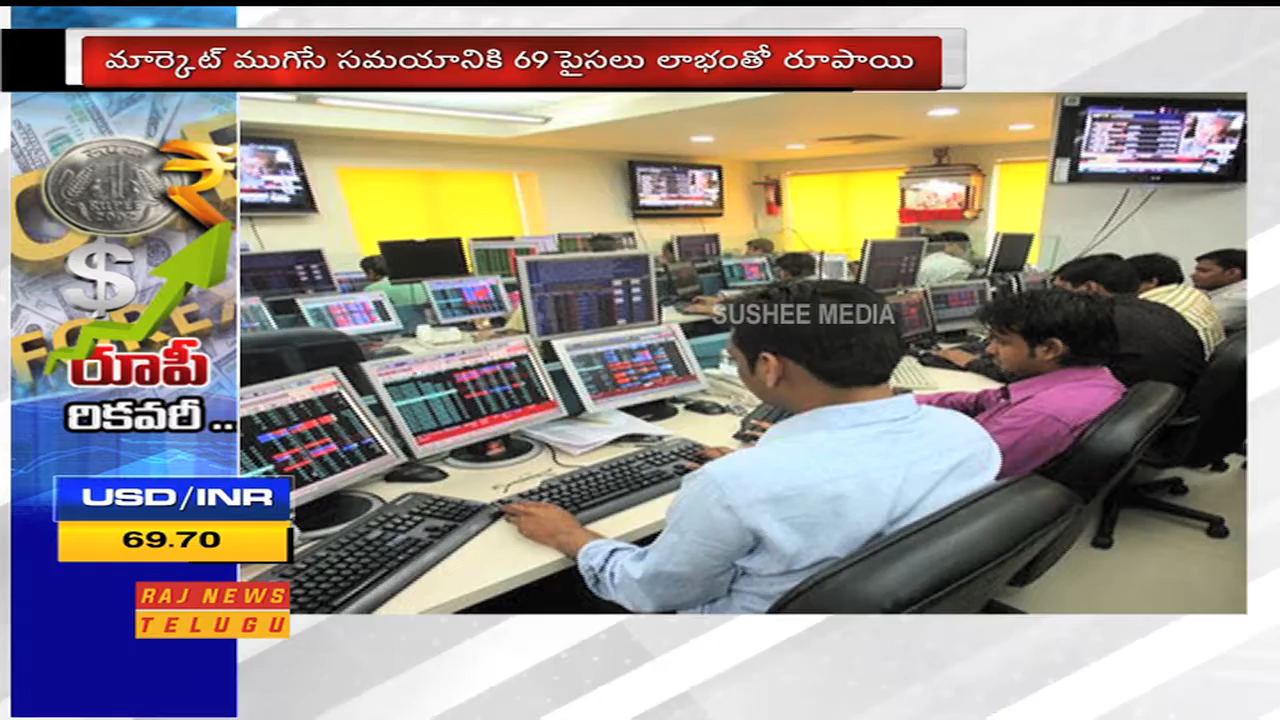 మార్కెట్ ముగిసే సమయానికి 69 పైసలు లాభంతో రూపాయి
SUSHEE MEDIA
రూపీ
రికవరీ..
USD/INR
69.70
RAJ NEWS
TELUGU